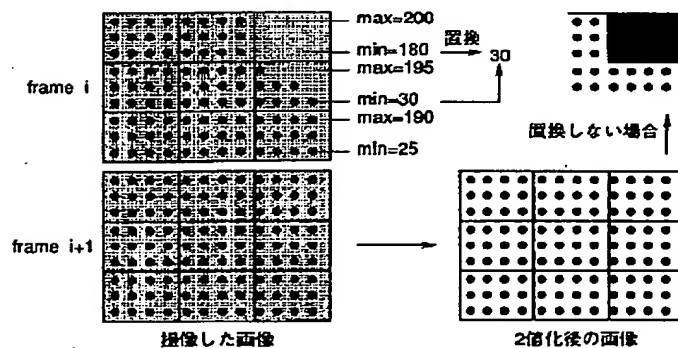 max=200
min=180
置換
30
max=195
frame i
min=30
max=190
置換しない場合
min=25
frame i+1
撮像した画像
2値化後の画像